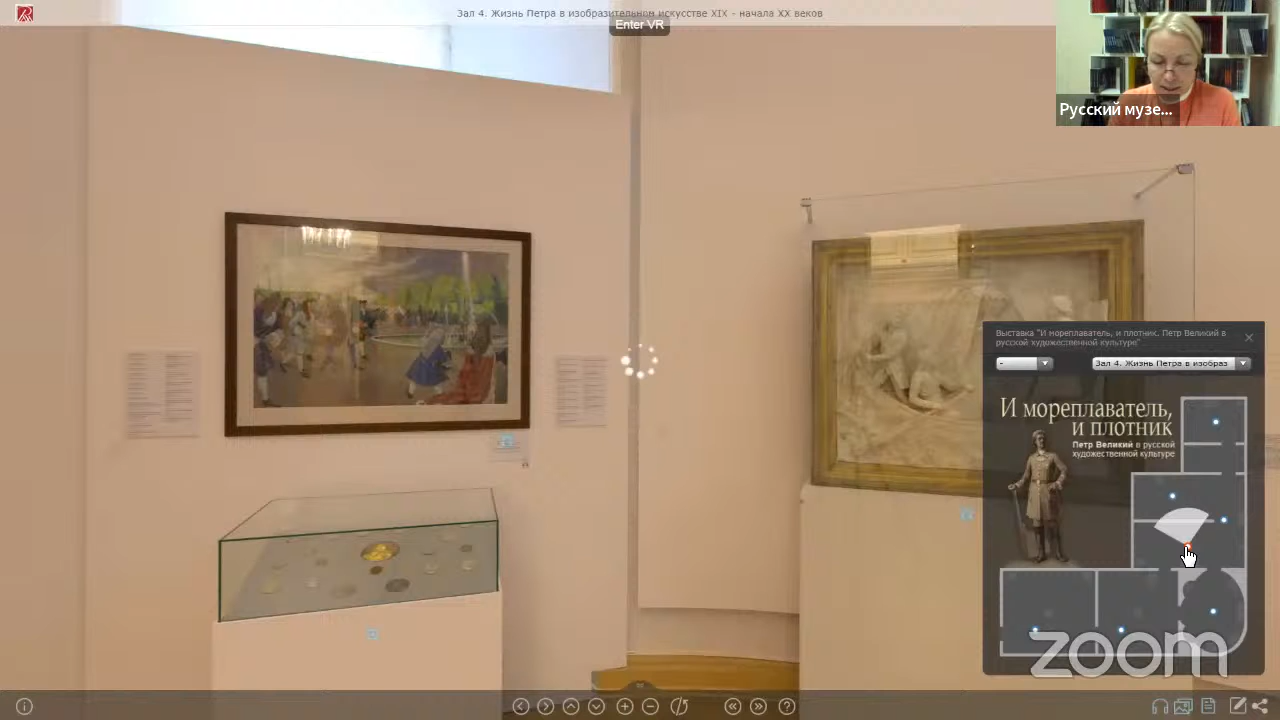 Зал 4. Жизнь Петра в изобразительном искусстве XIX - начала XX веков
Enter VR
Русский музе...
Выставка "И мореплаватель, и плотник. Петр Великий в
русской художественной культуре"
-
Зал 4. Жизнь Петра в изобраз
И мореплаватель,
и плотник
Петр Великий в русской
художественной культуре
zoom